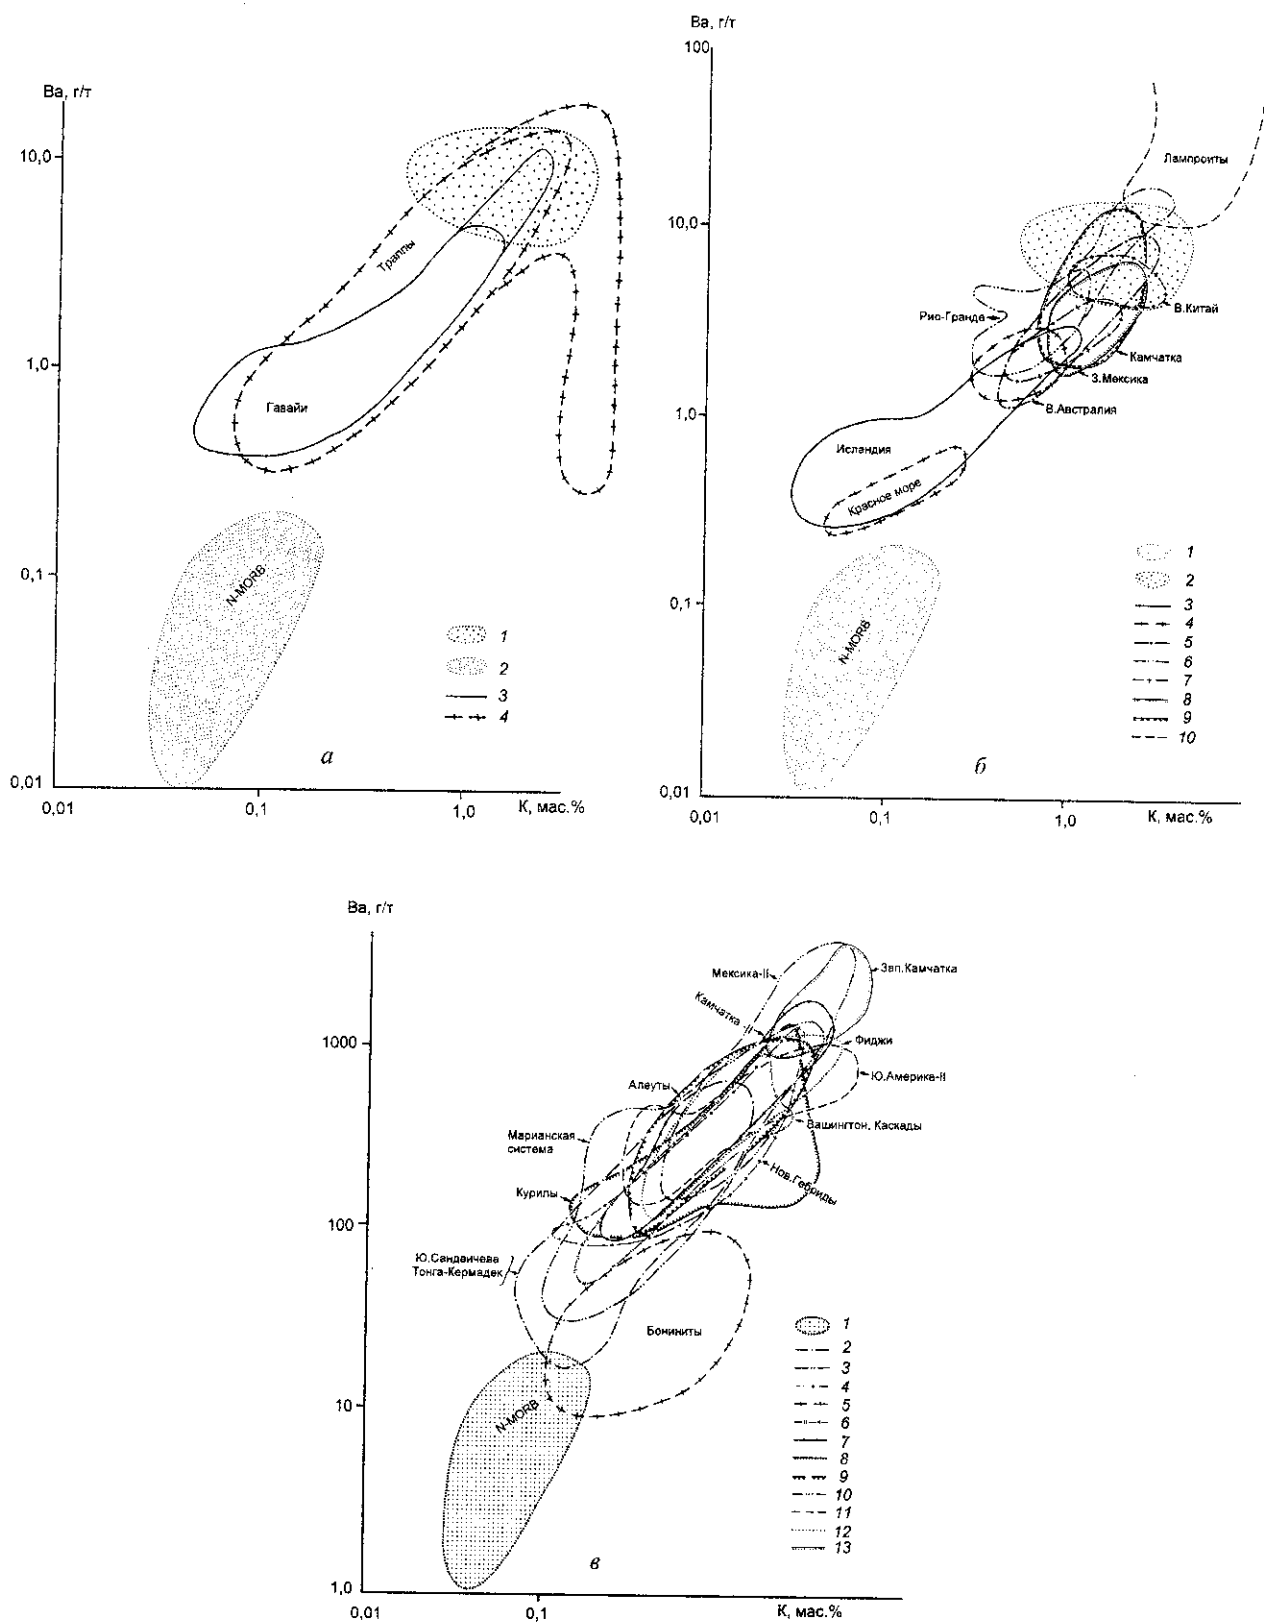 Ва, г/т
10,0
1,0
0,1
0,01
0,01
0,1
1,0
К, мас.%
Траппы
Гавайи
N-MORB
1
2
3
4
а
Ва, г/т
100
10,0
1,0
0,1
0,01
0,01
0,1
1,0
К, мас.%
Лампроиты
Рио-Гранде
В.Китай
Камчатка
З.Мексика
В.Австралия
Исландия
Красное море
N-MORB
1
2
3
4
5
6
7
8
9
10
б
Ва, г/т
1000
100
10
1,0
0,01
0,1
К, мас.%
Мексика-II
Зап.Камчатка
Камчатка -II
Фиджи
Ю.Америка-II
Алеуты
Вашингтон, Каскады
Марианская
система
Нов.Гебриды
Курилы
Ю.Сандвичева
Тонга-Кермадек
Бониниты
N-MORB
1
2
3
4
5
6
7
8
9
10
11
12
13
в